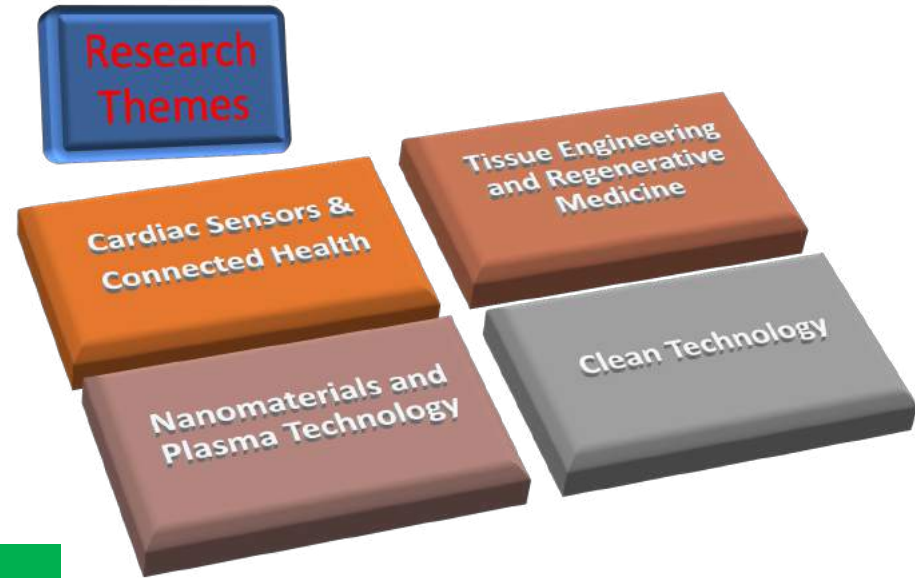 Research
Themes
Cardiac Sensors &
Connected Health
Tissue Engineering
and Regenerative
Medicine
Nanomaterials and
Plasma Technology
Clean Technology